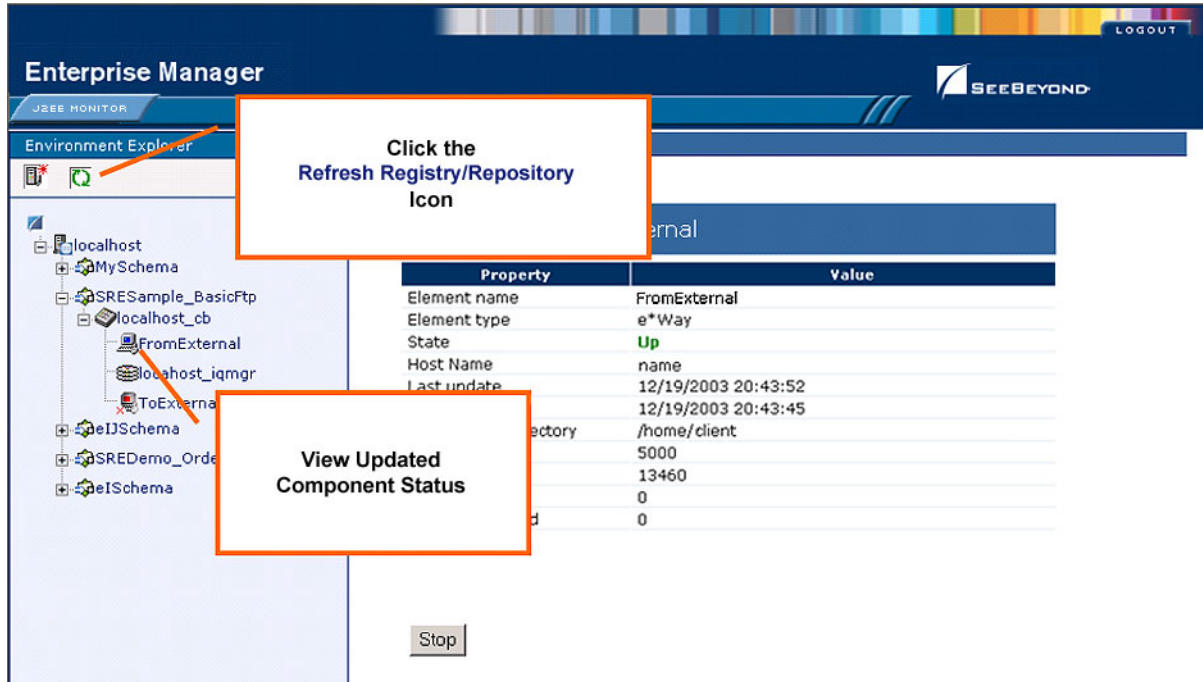 LOGOUT
Enterprise Manager
SEEBEYOND
J2EE MONITOR
Environment Explorer
Click the
Refresh Registry/Repository
Icon
localhost
MySchema
SRESample_BasicFtp
localhost_cb
FromExternal
locahost_iqmgr
ToExterna
eIJSchema
SREDemo_Orde
eISchema
View Updated
Component Status
ernal
Property Value
Element name FromExternal
Element type e*Way
State Up
Host Name name
Last update 12/19/2003 20:43:52
12/19/2003 20:43:45
ectory /home/client
5000
13460
0
d 0
Stop